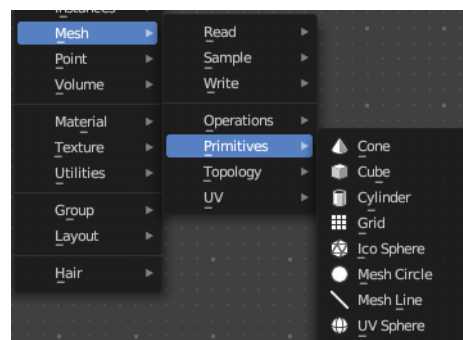 Mesh
Point
Volume
Material
Texture
Utilities
Group
Layout
Hair
Read
Sample
Write
Operations
Primitives
Topology
UV
Cone
Cube
Cylinder
Grid
Ico Sphere
Mesh Circle
Mesh Line
UV Sphere